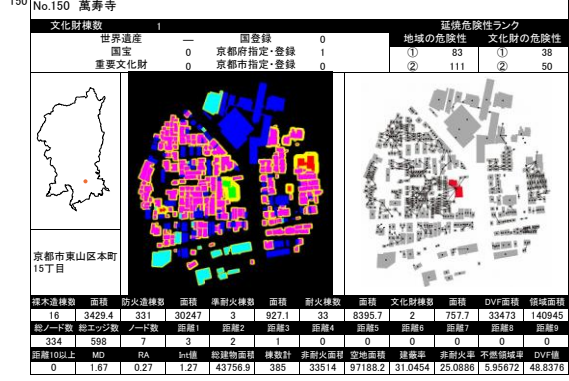 150
No.150 萬寿寺
文化財棟数 1 延焼危険性ランク
世界遺産 — 国登録 0 地域の危険性 文化財の危険性
国宝 0 京都府指定・登録 1 ① 83 ① 38
重要文化財 0 京都市指定・登録 0 ② 111 ② 50
京都市東山区本町
15丁目
裸木造棟数 面積 防火造棟数 面積 準耐火棟数 面積 耐火棟数 面積 文化財棟数 面積 DVF面積 領域面積
16 3429.4 331 30247 3 927.1 33 8395.7 2 757.7 33473 140945
総ノード数 総エッジ数 ノード数 距離1 距離2 距離3 距離4 距離5 距離6 距離7 距離8 距離9
334 598 7 3 2 1 0 0 0 0 0 0
距離10以上 MD RA Int値 総建物面積 棟数計 非耐火面積 空地面積 建蔽率 非耐火率 不燃領域率 DVF値
0 1.67 0.27 1.27 43756.9 385 33514 97188.2 31.0454 25.0886 5.95672 48.8376